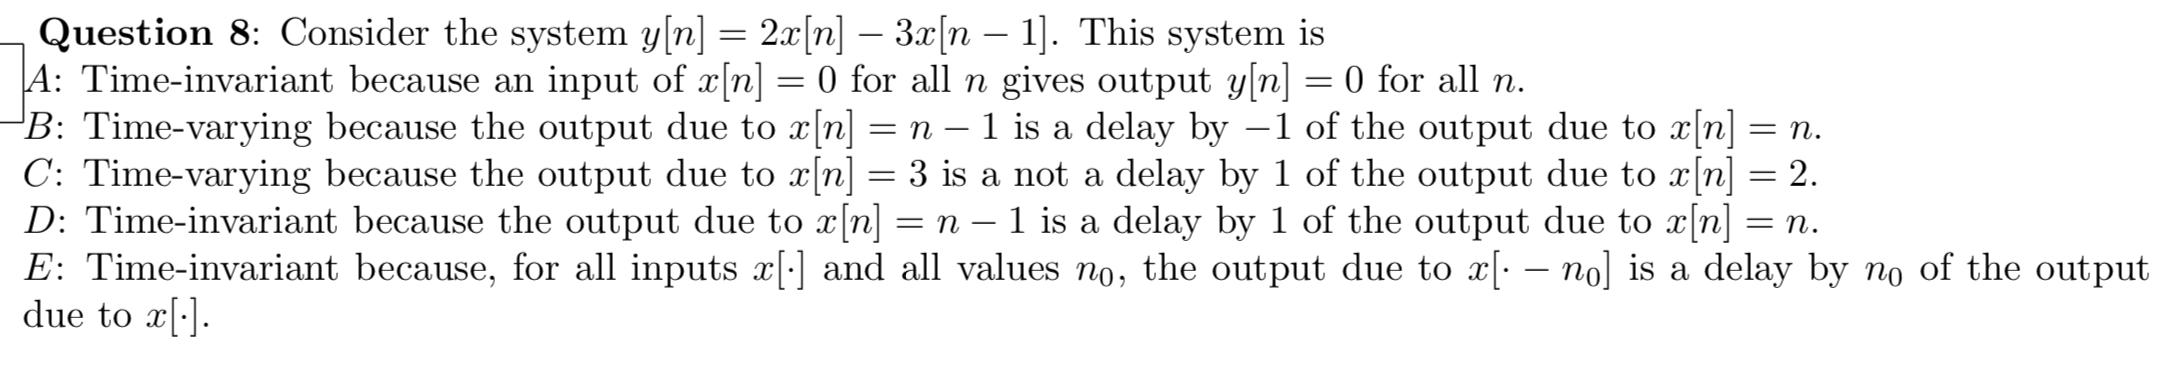 Question 8: Consider the system y[n] = 2x[n] − 3x[n − 1]. This system is
A: Time-invariant because an input of x[n] = 0 for all n gives output y[n] = 0 for all n.
B: Time-varying because the output due to x[n] = n − 1 is a delay by −1 of the output due to x[n] = n.
C: Time-varying because the output due to x[n] = 3 is a not a delay by 1 of the output due to x[n] = 2.
D: Time-invariant because the output due to x[n] = n − 1 is a delay by 1 of the output due to x[n] = n.
E: Time-invariant because, for all inputs x[·] and all values n₀, the output due to x[· − n₀] is a delay by n₀ of the output
due to x[·].